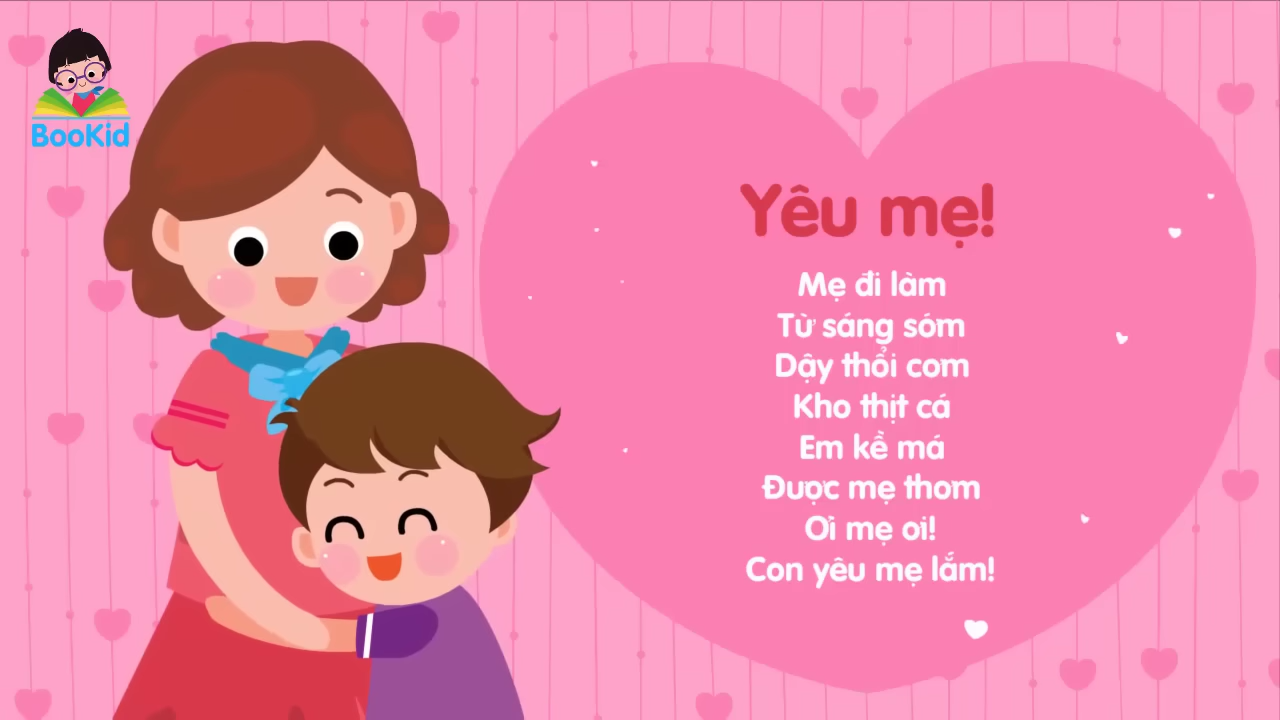 BooKid
Yêu mẹ!
Mẹ đi làm
Từ sáng sớm
Dậy thổi cơm
Kho thịt cá
Em kề má
Được mẹ thơm
Ơi mẹ ơi!
Con yêu mẹ lắm!